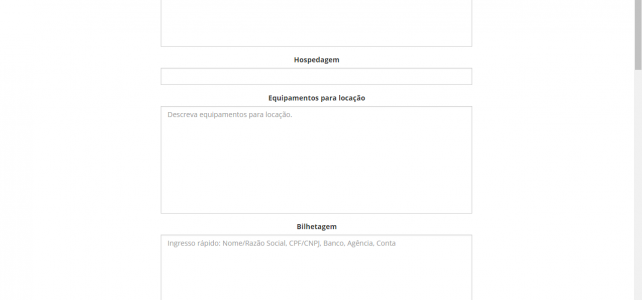 Hospedagem
Equipamentos para locação
Descreva equipamentos para locação.
Bilhetagem
Ingresso rápido: Nome/Razão Social, CPF/CNPJ, Banco, Agência, Conta